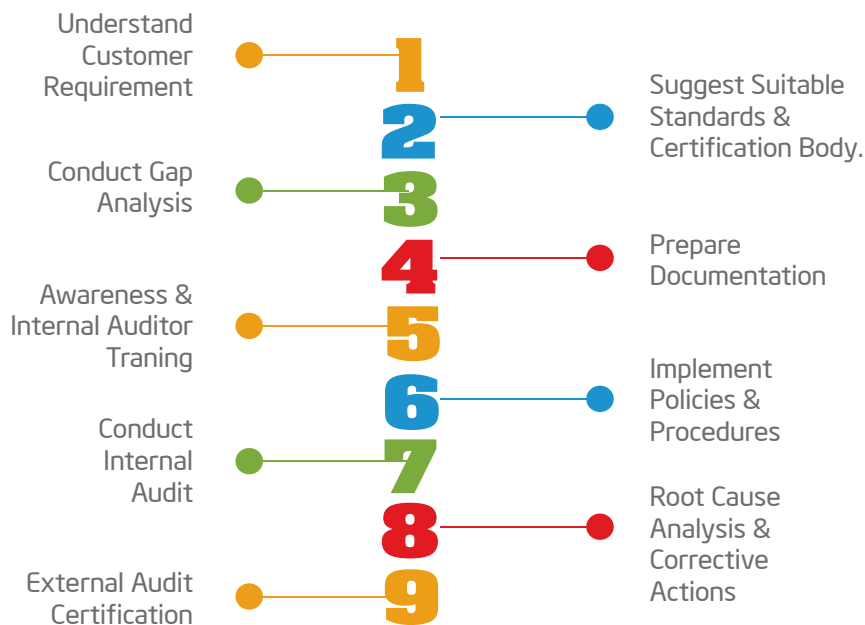 Understand
Customer
Requirement
1
2
Suggest Suitable
Standards &
Certification Body.
Conduct Gap
Analysis
3
4
Prepare
Documentation
Awareness &
Internal Auditor
Traning
5
6
Implement
Policies &
Procedures
Conduct
Internal
Audit
7
8
Root Cause
Analysis &
Corrective
Actions
External Audit
Certification
9